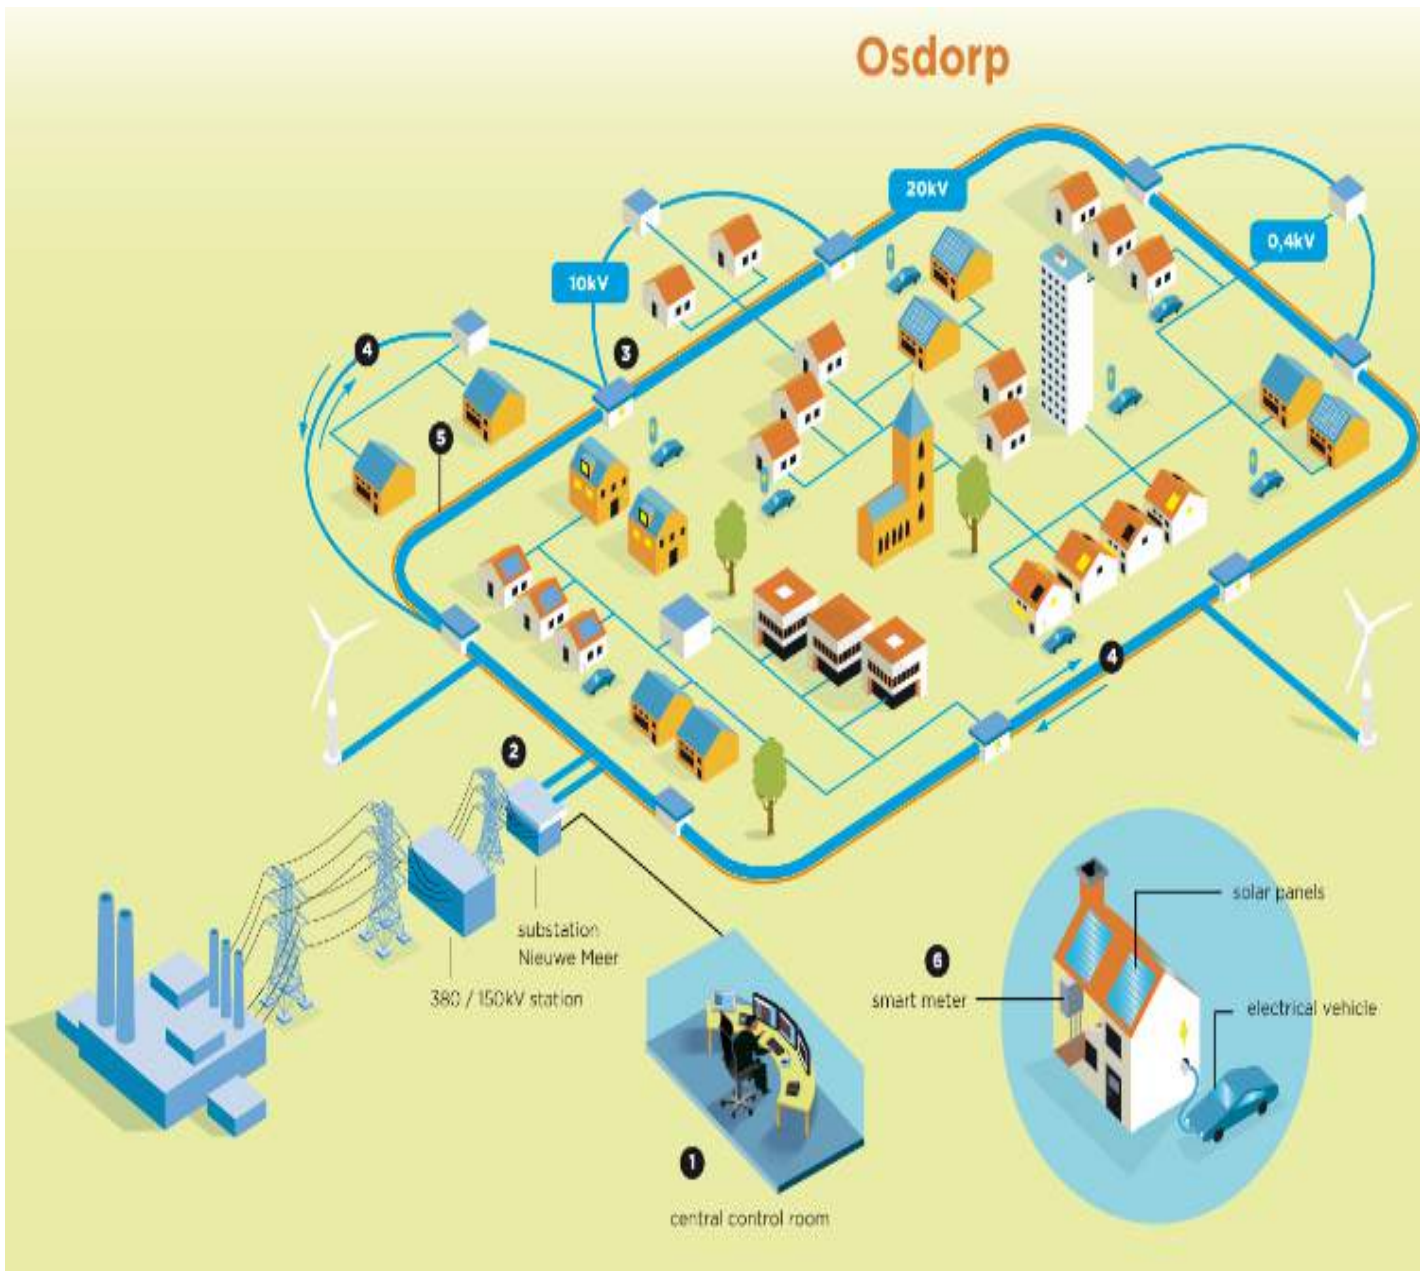 Osdorp
20kV
0,4kV
10kV
4
3
5
4
2
substation
Nieuwe Meer
380 / 150kV station
solar panels
6
smart meter
electrical vehicle
1
central control room